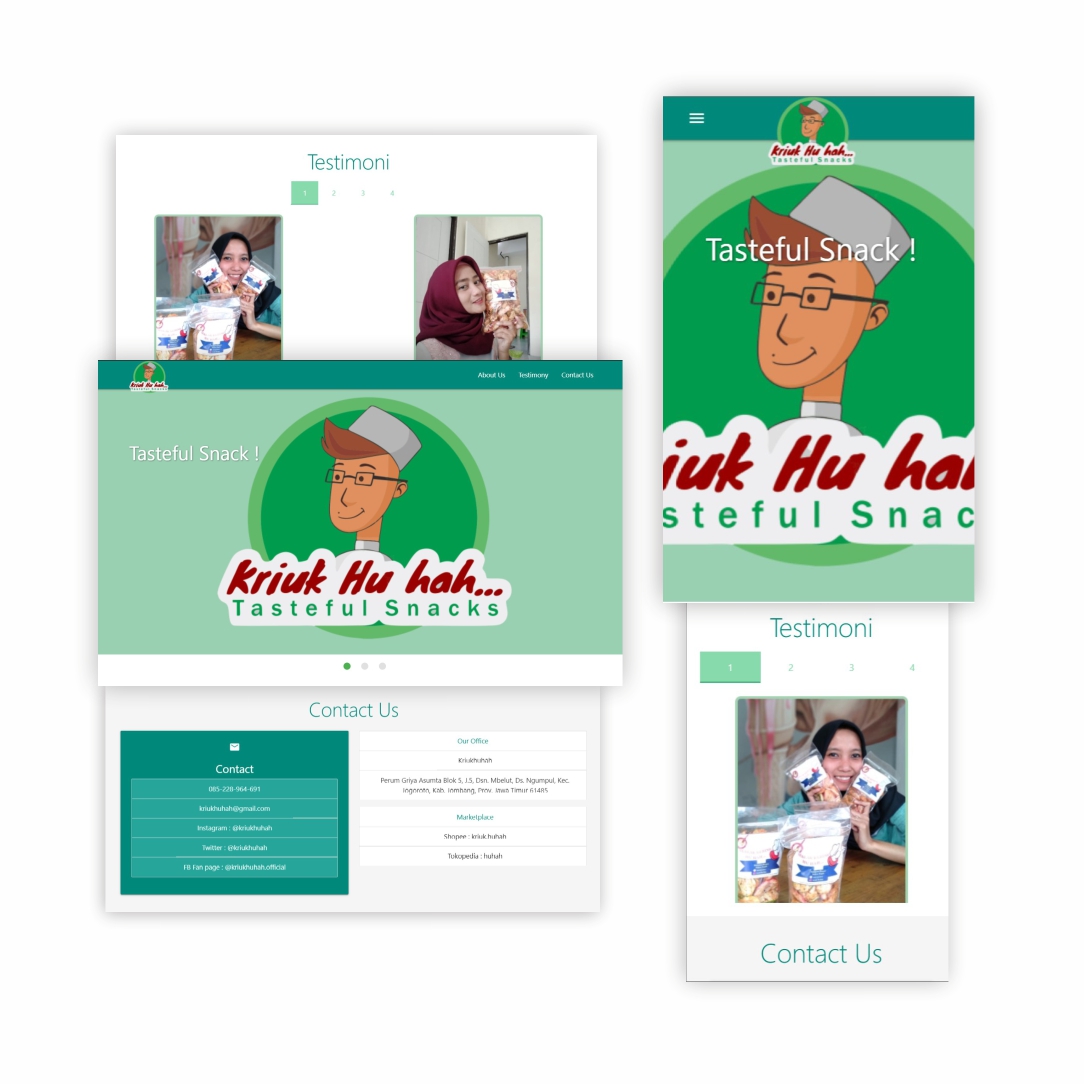 Testimoni
1 2 3 4
Kriuk Hu hah...
Tasteful Snacks
About Us Testimony Contact Us
Tasteful Snack !
Kriuk Hu hah...
Tasteful Snacks
Contact Us
Contact
085-228-964-691
kriukhuhah@gmail.com
Instagram : @kriukhuhah
Twitter : @kriukhuhah
FB Fan page : @kriukhuhah.official
Our Office
Kriukhuhah
Perum Griya Asumta Blok 5, J.5, Dsn. Mbelut, Ds. Ngumpul, Kec.
Jogoroto, Kab. Jombang, Prov. Jawa Timur 61485
Marketplace
Shopee : kriuk.huhah
Tokopedia : huhah
Kriuk Hu hah...
Tasteful Snacks
Tasteful Snack !
iuk Hu hah
steful Snac
Testimoni
1 2 3 4
Contact Us